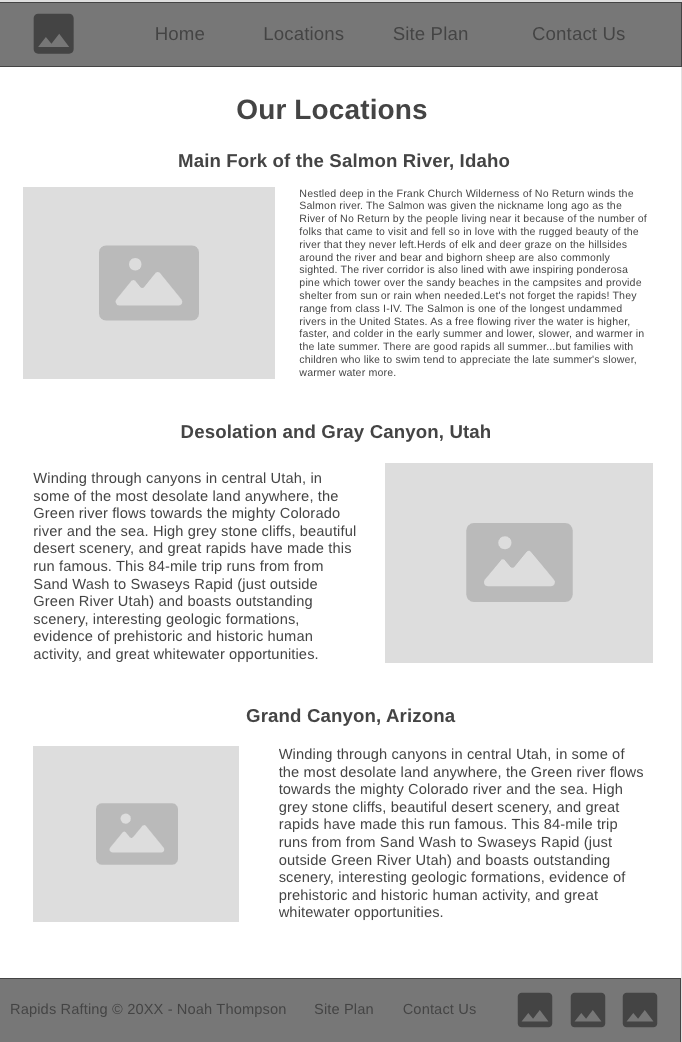 Home Locations Site Plan Contact Us
Our Locations
Main Fork of the Salmon River, Idaho
Nestled deep in the Frank Church Wilderness of No Return winds the
Salmon river. The Salmon was given the nickname long ago as the
River of No Return by the people living near it because of the number of
folks that came to visit and fell so in love with the rugged beauty of the
river that they never left.Herds of elk and deer graze on the hillsides
around the river and bear and bighorn sheep are also commonly
sighted. The river corridor is also lined with awe inspiring ponderosa
pine which tower over the sandy beaches in the campsites and provide
shelter from sun or rain when needed.Let's not forget the rapids! They
range from class I-IV. The Salmon is one of the longest undammed
rivers in the United States. As a free flowing river the water is higher,
faster, and colder in the early summer and lower, slower, and warmer in
the late summer. There are good rapids all summer...but families with
children who like to swim tend to appreciate the late summer's slower,
warmer water more.
Desolation and Gray Canyon, Utah
Winding through canyons in central Utah, in
some of the most desolate land anywhere, the
Green river flows towards the mighty Colorado
river and the sea. High grey stone cliffs, beautiful
desert scenery, and great rapids have made this
run famous. This 84-mile trip runs from from
Sand Wash to Swaseys Rapid (just outside
Green River Utah) and boasts outstanding
scenery, interesting geologic formations,
evidence of prehistoric and historic human
activity, and great whitewater opportunities.
Grand Canyon, Arizona
Winding through canyons in central Utah, in some of
the most desolate land anywhere, the Green river flows
towards the mighty Colorado river and the sea. High
grey stone cliffs, beautiful desert scenery, and great
rapids have made this run famous. This 84-mile trip
runs from from Sand Wash to Swaseys Rapid (just
outside Green River Utah) and boasts outstanding
scenery, interesting geologic formations, evidence of
prehistoric and historic human activity, and great
whitewater opportunities.
Rapids Rafting © 20XX - Noah Thompson Site Plan Contact Us